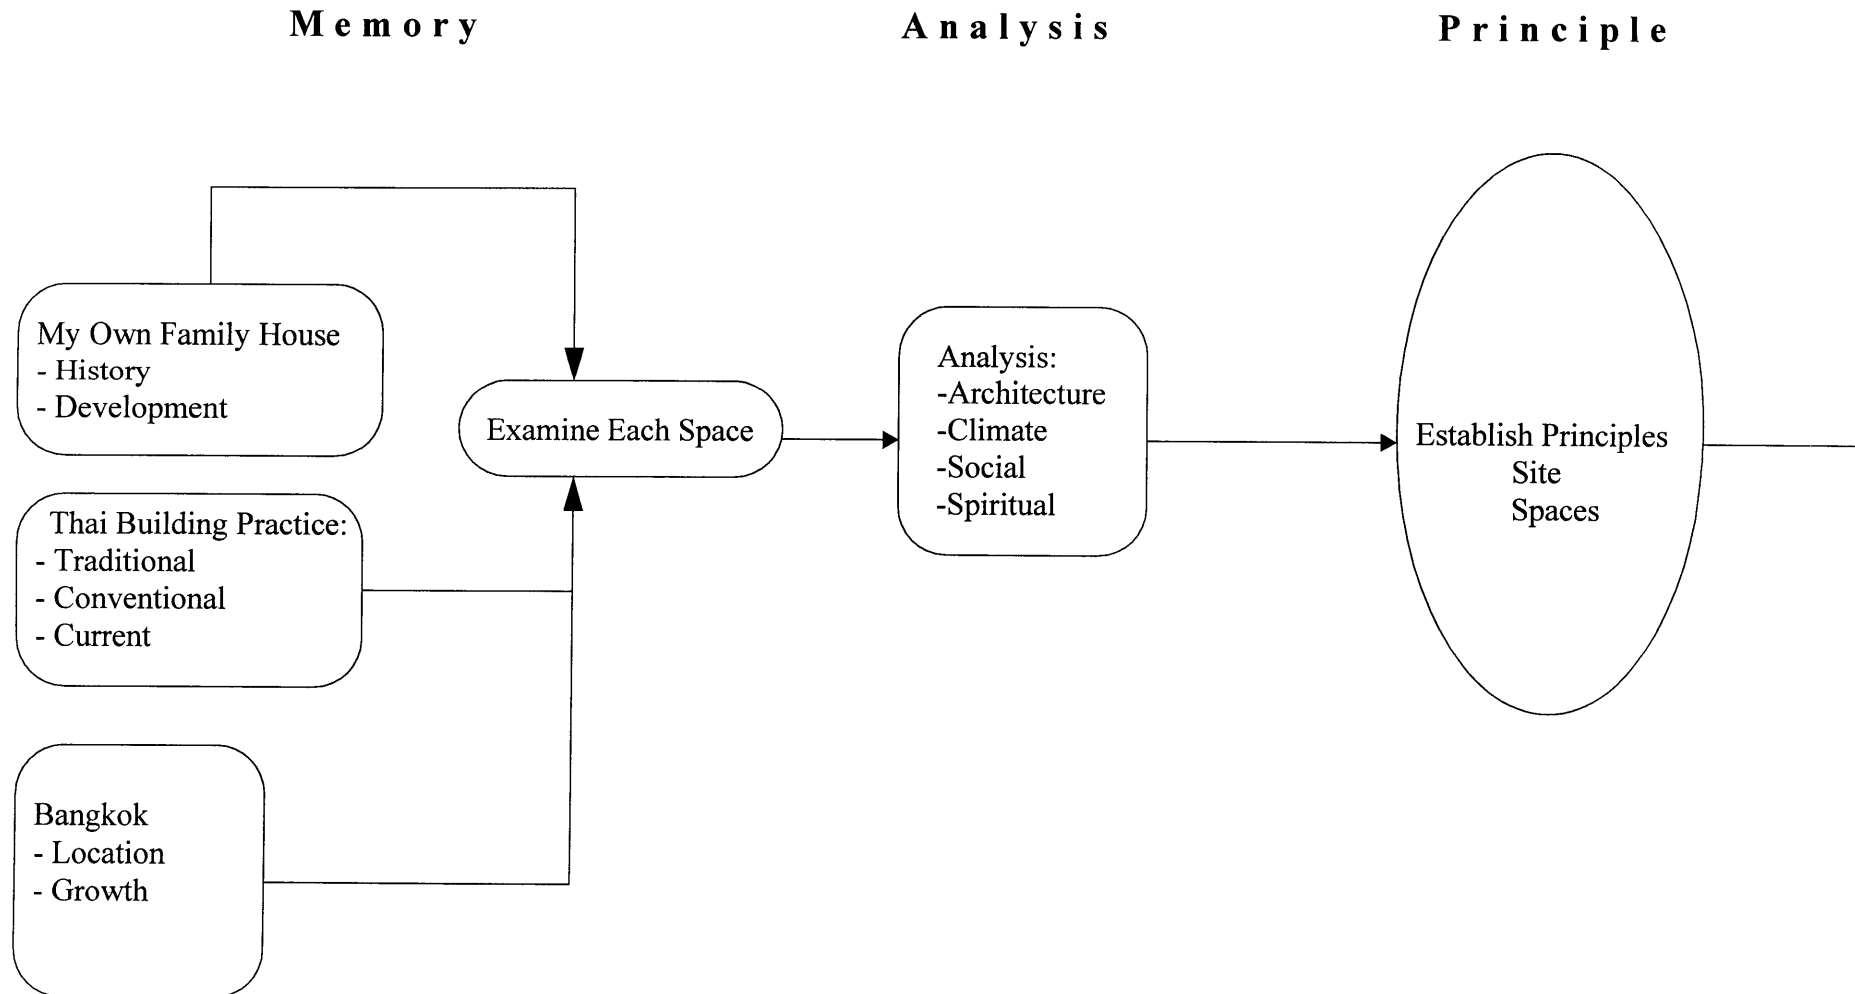 Memory
Analysis
Principle
My Own Family House
- History
- Development
Thai Building Practice:
- Traditional
- Conventional
- Current
Bangkok
- Location
- Growth
Examine Each Space
Analysis:
-Architecture
-Climate
-Social
-Spiritual
Establish Principles
Site
Spaces